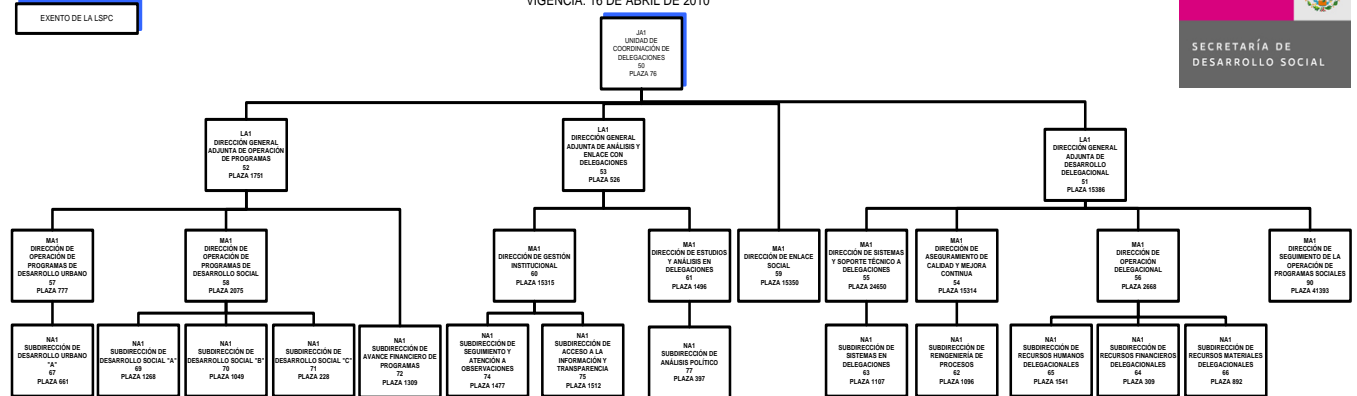 VIGENCIA: 16 DE ABRIL DE 2010
EXENTO DE LA LSPC
SECRETARÍA DE
DESARROLLO SOCIAL
JA1
UNIDAD DE
COORDINACIÓN DE
DELEGACIONES
50
PLAZA 76
LA1
DIRECCIÓN GENERAL
ADJUNTA DE OPERACIÓN
DE PROGRAMAS
52
PLAZA 1751
LA1
DIRECCIÓN GENERAL
ADJUNTA DE ANÁLISIS Y
ENLACE CON
DELEGACIONES
53
PLAZA 526
LA1
DIRECCIÓN GENERAL
ADJUNTA DE
DESARROLLO
DELEGACIONAL
51
PLAZA 15386
MA1
DIRECCIÓN DE
OPERACIÓN DE
PROGRAMAS DE
DESARROLLO URBANO
57
PLAZA 777
MA1
DIRECCIÓN DE
OPERACIÓN DE
PROGRAMAS DE
DESARROLLO SOCIAL
58
PLAZA 2075
MA1
DIRECCIÓN DE GESTIÓN
INSTITUCIONAL
60
PLAZA 15315
MA1
DIRECCIÓN DE ESTUDIOS
Y ANÁLISIS EN
DELEGACIONES
61
PLAZA 1496
MA1
DIRECCIÓN DE ENLACE
SOCIAL
59
PLAZA 15350
MA1
DIRECCIÓN DE SISTEMAS
Y SOPORTE TÉCNICO A
DELEGACIONES
55
PLAZA 24650
MA1
DIRECCIÓN DE
ASEGURAMIENTO DE
CALIDAD Y MEJORA
CONTINUA
54
PLAZA 15314
MA1
DIRECCIÓN DE
OPERACIÓN
DELEGACIONAL
56
PLAZA 2668
MA1
DIRECCIÓN DE
SEGUIMIENTO DE LA
OPERACIÓN DE
PROGRAMAS SOCIALES
90
PLAZA 41393
NA1
SUBDIRECCIÓN DE
DESARROLLO URBANO
"A"
67
PLAZA 661
NA1
SUBDIRECCIÓN DE
DESARROLLO SOCIAL "A"
69
PLAZA 1268
NA1
SUBDIRECCIÓN DE
DESARROLLO SOCIAL "B"
70
PLAZA 1049
NA1
SUBDIRECCIÓN DE
DESARROLLO SOCIAL "C"
71
PLAZA 228
NA1
SUBDIRECCIÓN DE
AVANCE FINANCIERO DE
PROGRAMAS
72
PLAZA 1309
NA1
SUBDIRECCIÓN DE
SEGUIMIENTO Y
ATENCIÓN A
OBSERVACIONES
74
PLAZA 1477
NA1
SUBDIRECCIÓN DE
ACCESO A LA
INFORMACIÓN Y
TRANSPARENCIA
75
PLAZA 1512
NA1
SUBDIRECCIÓN DE
ANÁLISIS POLÍTICO
77
PLAZA 397
NA1
SUBDIRECCIÓN DE
SISTEMAS EN
DELEGACIONES
63
PLAZA 1107
NA1
SUBDIRECCIÓN DE
REINGENIERÍA DE
PROCESOS
62
PLAZA 1096
NA1
SUBDIRECCIÓN DE
RECURSOS HUMANOS
DELEGACIONALES
65
PLAZA 1541
NA1
SUBDIRECCIÓN DE
RECURSOS FINANCIEROS
DELEGACIONALES
64
PLAZA 309
NA1
SUBDIRECCIÓN DE
RECURSOS MATERIALES
DELEGACIONALES
66
PLAZA 892